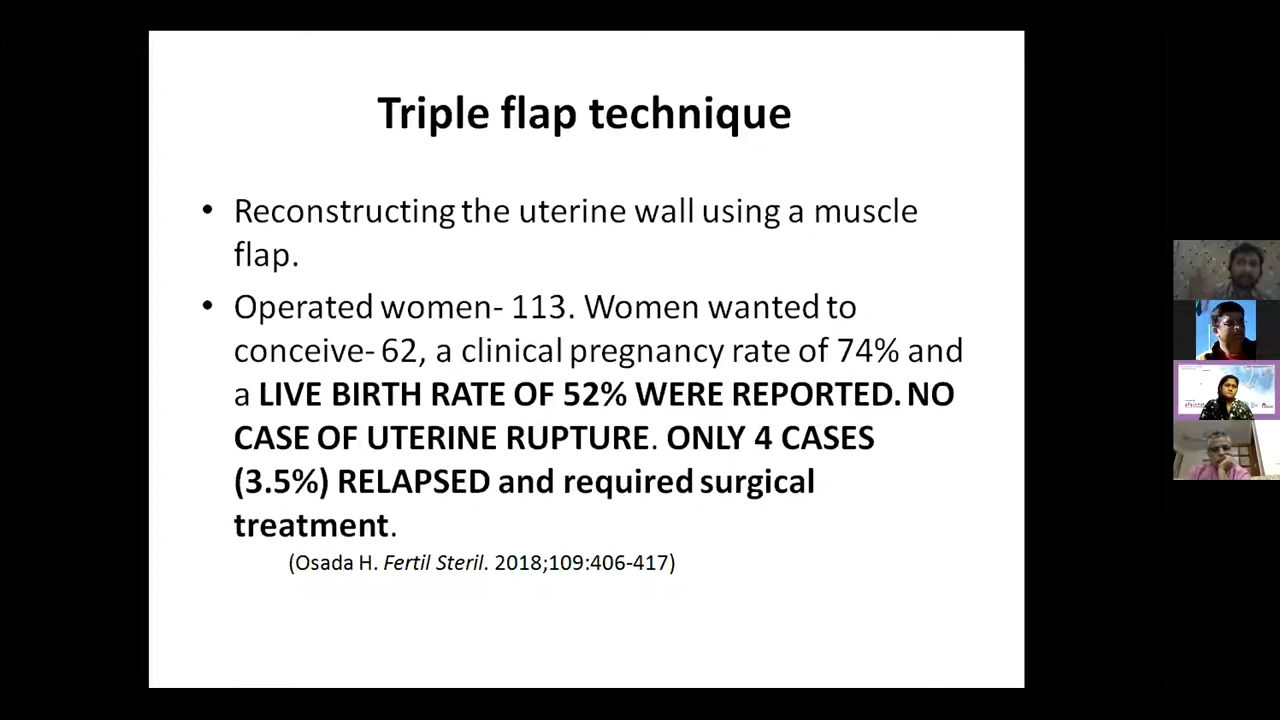 Triple flap technique
• Reconstructing the uterine wall using a muscle
flap.
• Operated women- 113. Women wanted to
conceive- 62, a clinical pregnancy rate of 74% and
a LIVE BIRTH RATE OF 52% WERE REPORTED. NO
CASE OF UTERINE RUPTURE. ONLY 4 CASES
(3.5%) RELAPSED and required surgical
treatment.
(Osada H. Fertil Steril. 2018;109:406-417)